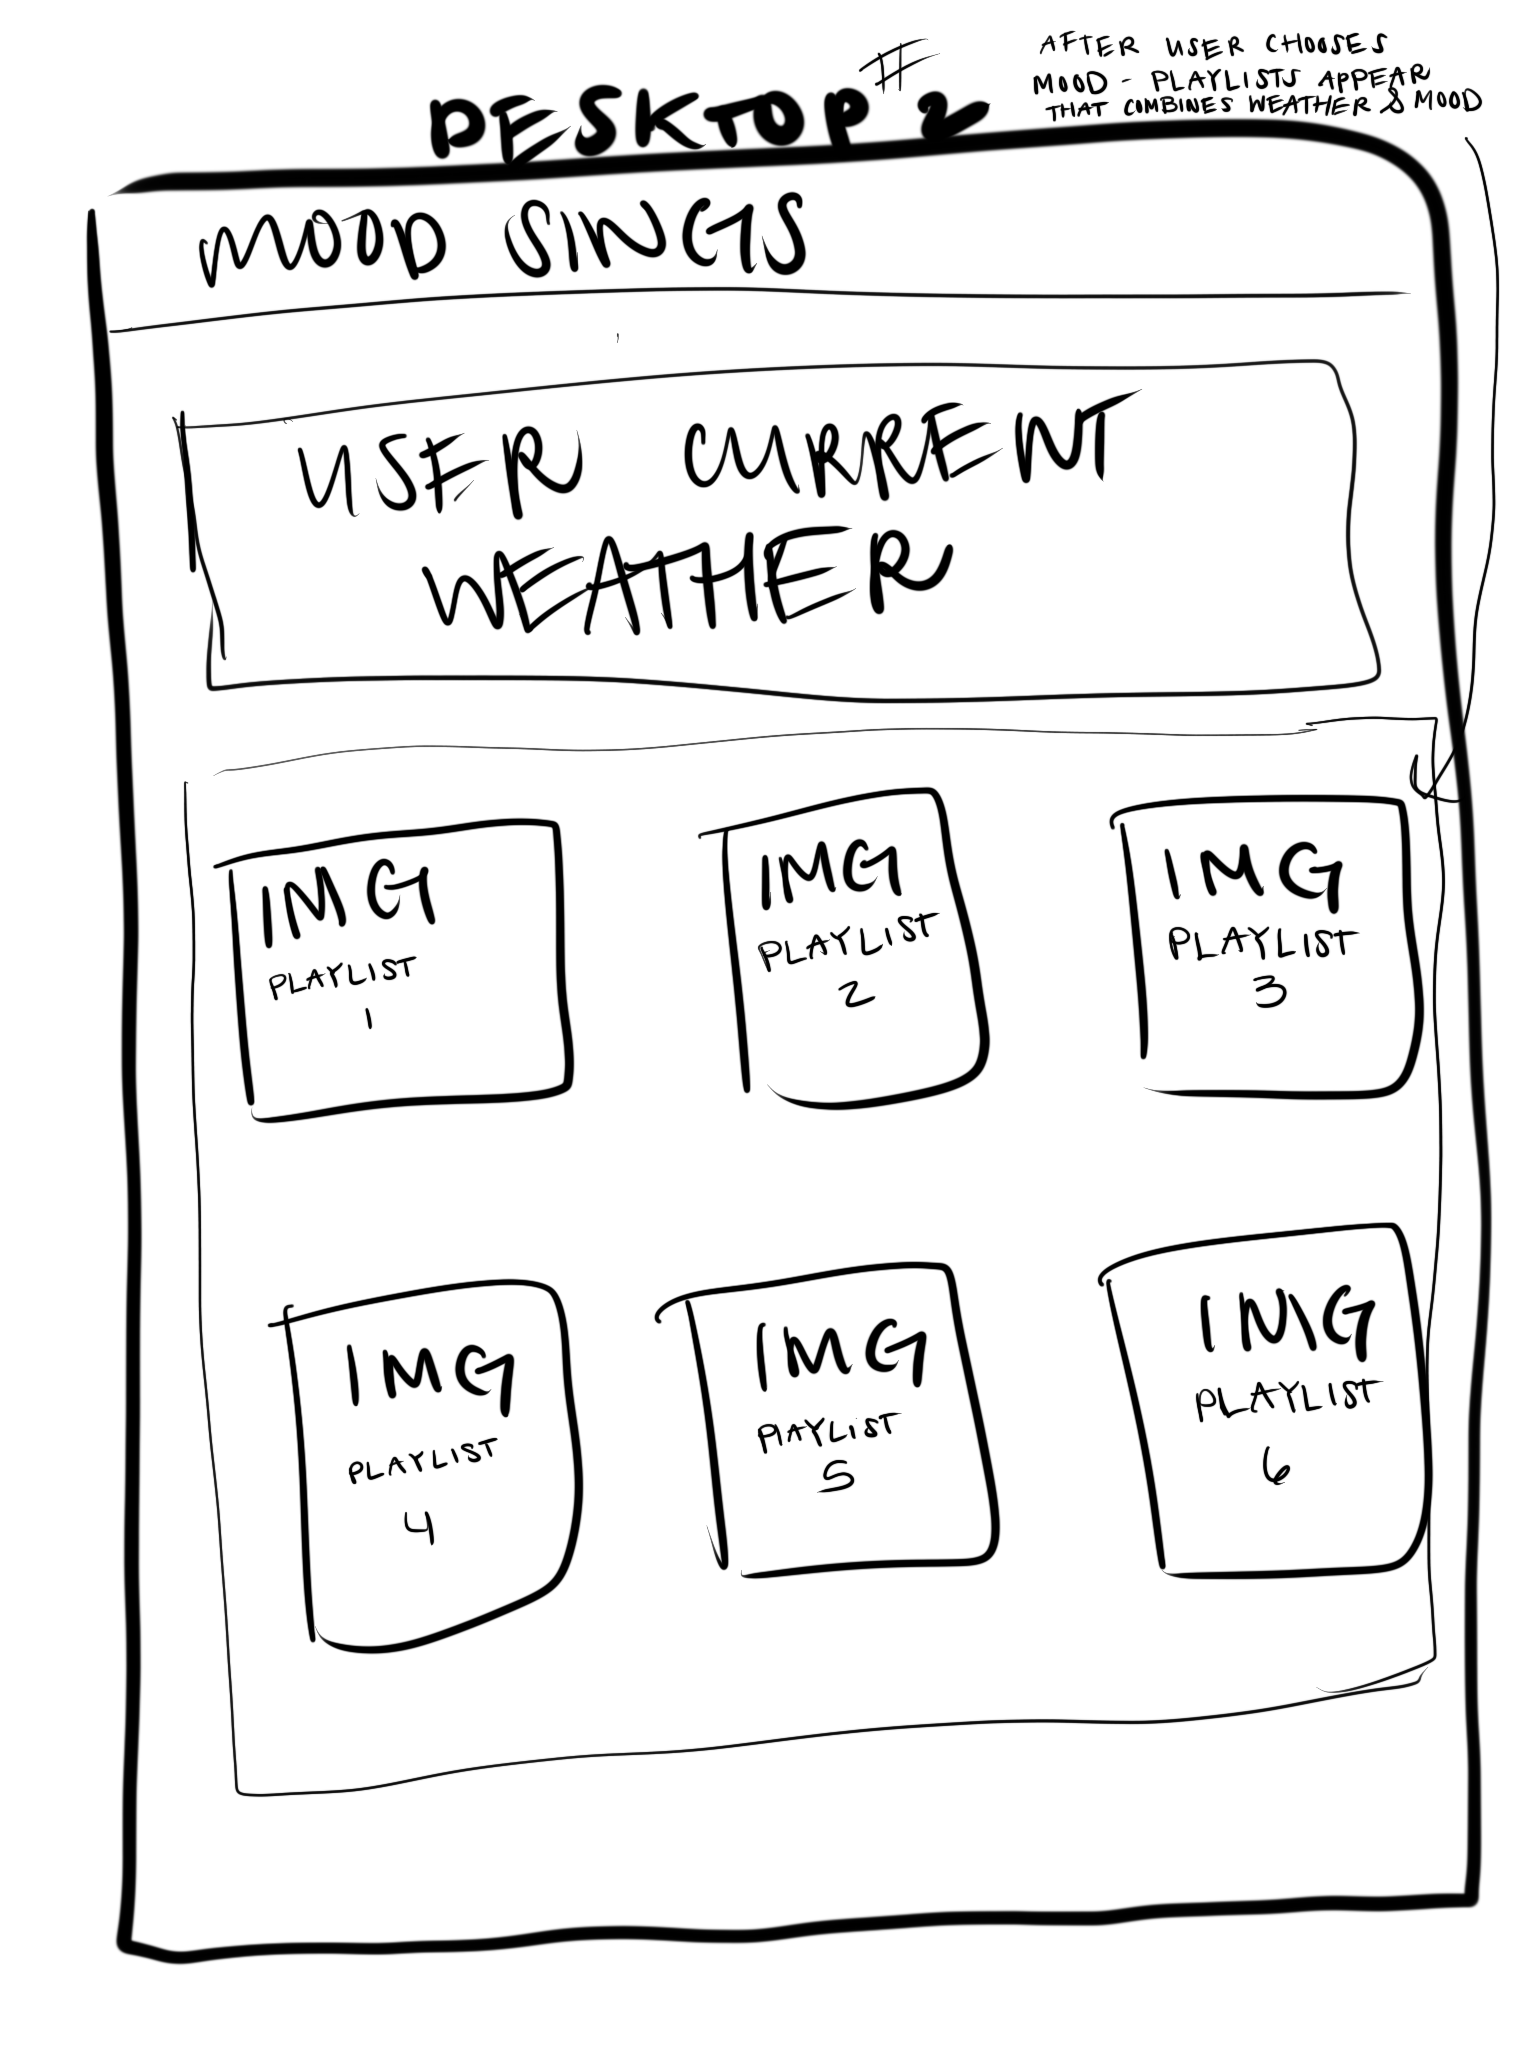 DESKTOP # 2
AFTER USER CHOOSES
MOOD - PLAYLISTS APPEAR
THAT COMBINES WEATHER & MOOD
MOOD SINGS
USER CURRENT
WEATHER
IMG
PLAYLIST
1
IMG
PLAYLIST
2
IMG
PLAYLIST
3
IMG
PLAYLIST
4
IMG
PLAYLIST
5
IMG
PLAYLIST
6